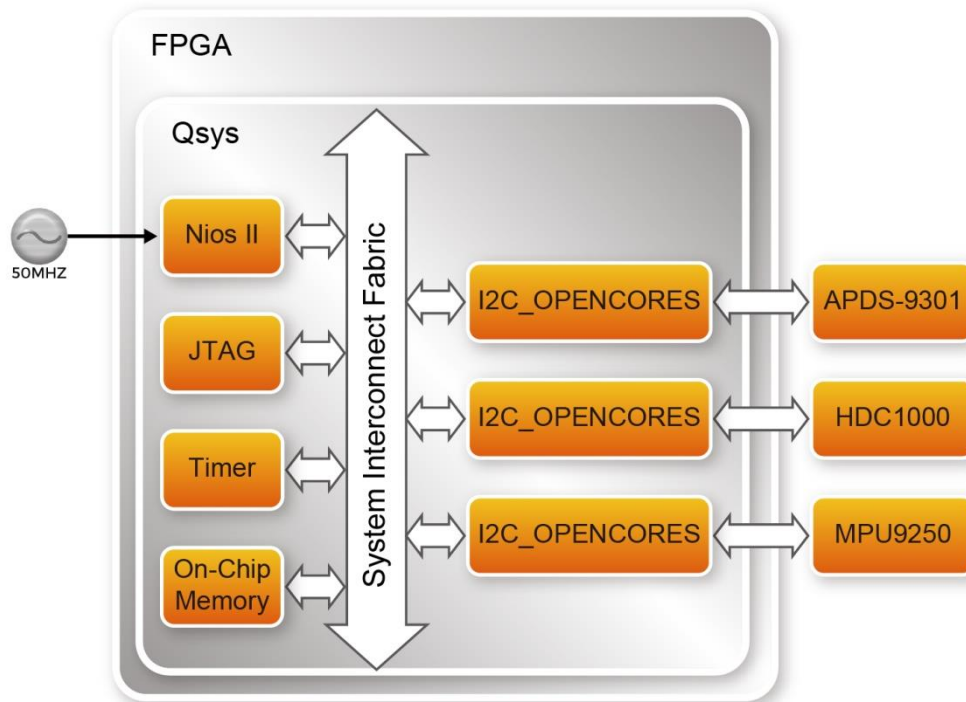 FPGA
Qsys
50MHZ
Nios II
JTAG
Timer
On-Chip
Memory
System Interconnect Fabric
I2C_OPENCORES
APDS-9301
I2C_OPENCORES
HDC1000
I2C_OPENCORES
MPU9250